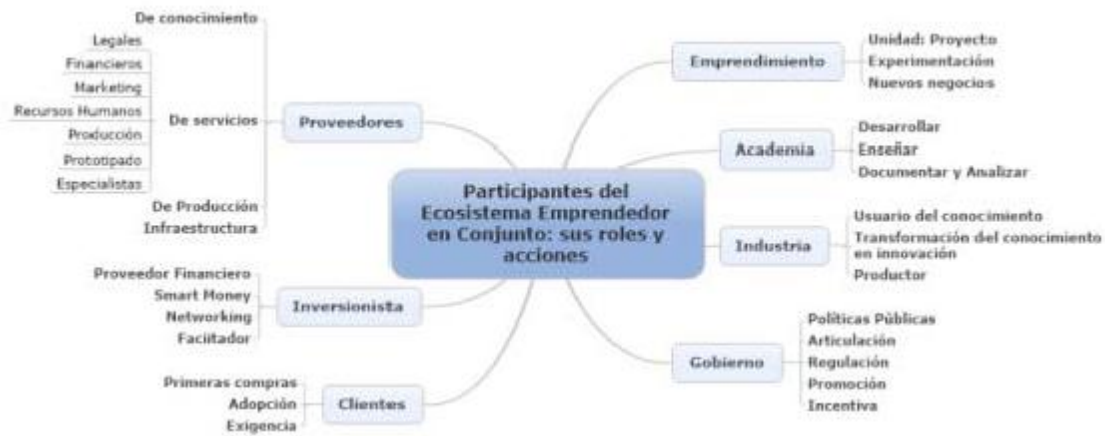 Participantes del
Ecosistema Emprendedor
en Conjunto: sus roles y
acciones
Emprendimiento
Unidad: Proyecto
Experimentación
Nuevos negocios
Academia
Desarrollar
Enseñar
Documentar y Analizar
Industria
Usuario del conocimiento
Transformación del conocimiento
en innovación
Productor
Gobierno
Políticas Públicas
Articulación
Regulación
Promoción
Incentiva
Proveedores
De conocimiento
De servicios
Legales
Financieros
Marketing
Recursos Humanos
Producción
Prototipado
Especialistas
De Producción
Infraestructura
Inversionista
Proveedor Financiero
Smart Money
Networking
Faciitador
Clientes
Primeras compras
Adopción
Exigencia